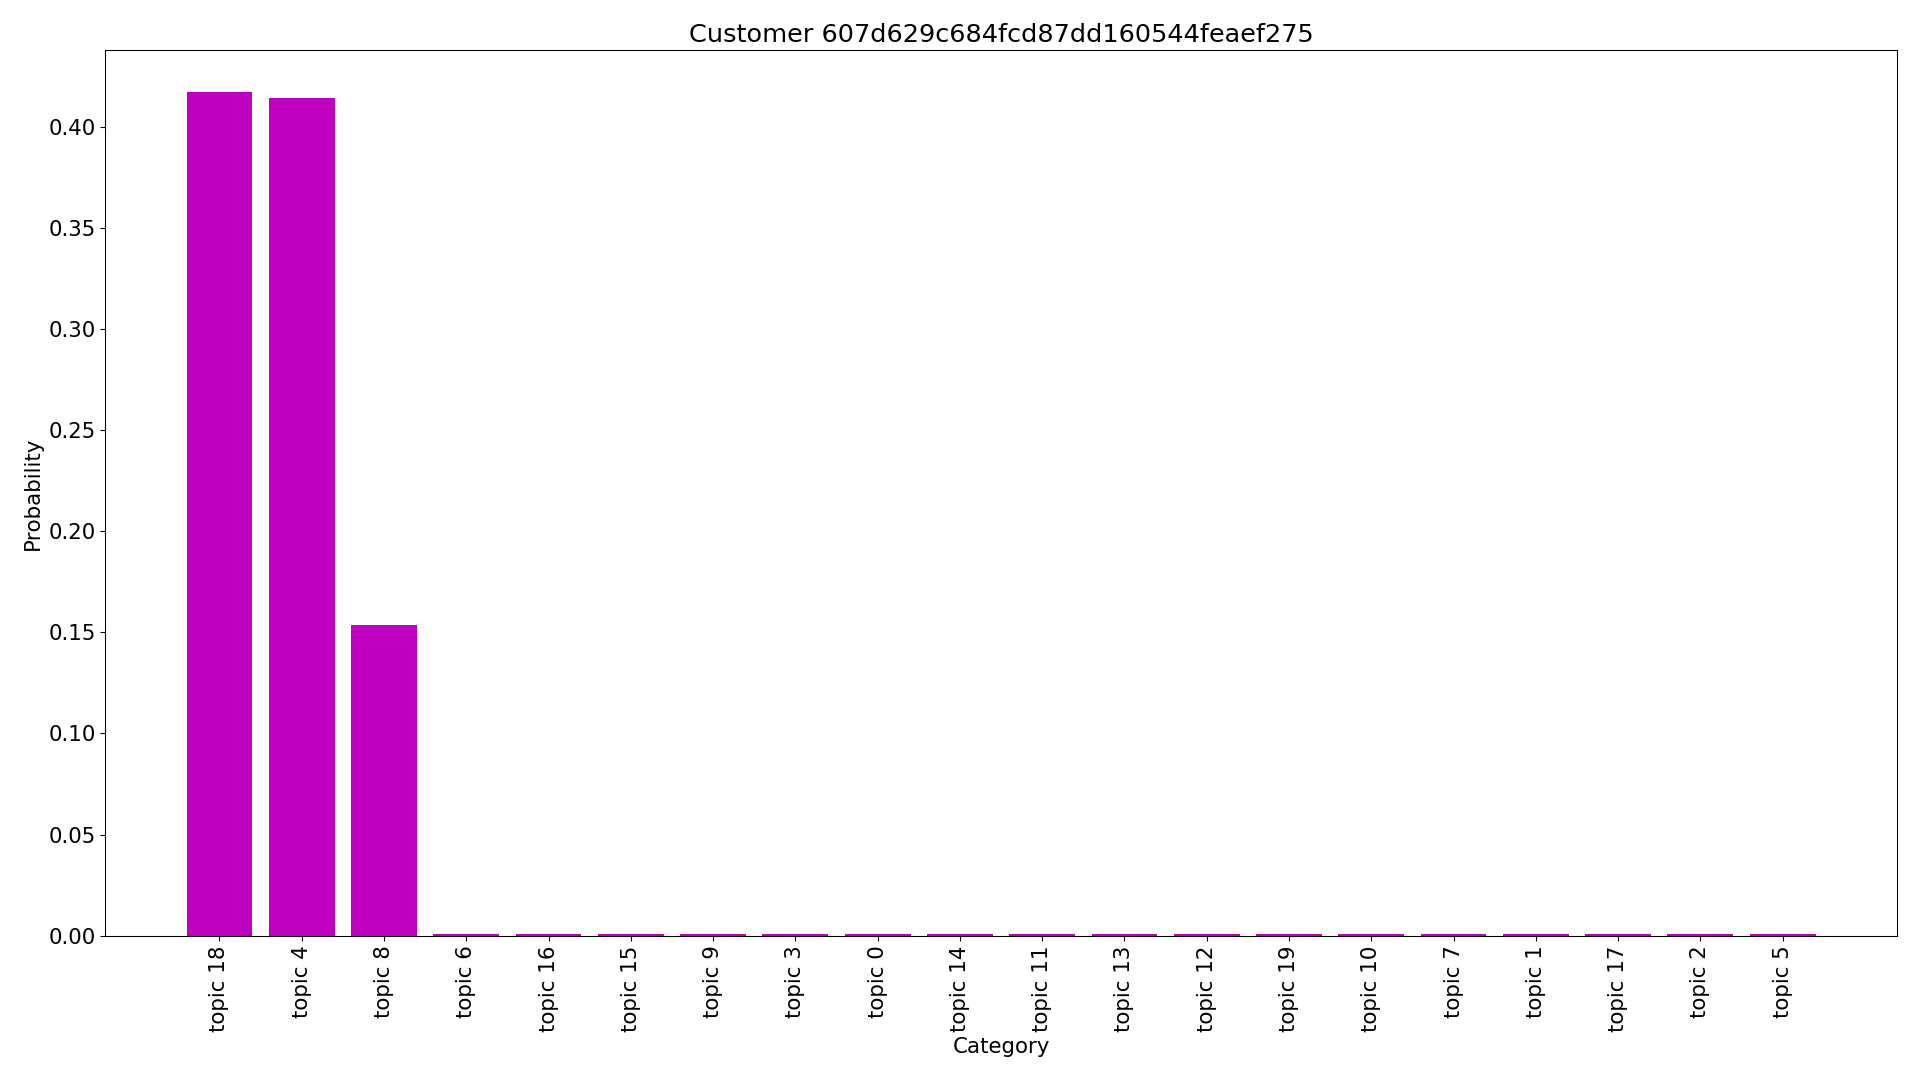 Customer 607d629c684fcd87dd160544feaef275
Probability
0.40
0.35
0.30
0.25
0.20
0.15
0.10
0.05
0.00
topic 18
topic 4
topic 8
topic 6
topic 16
topic 15
topic 9
topic 3
topic 0
topic 14
topic 11
topic 13
topic 12
topic 19
topic 10
topic 7
topic 1
topic 17
topic 2
topic 5
Category